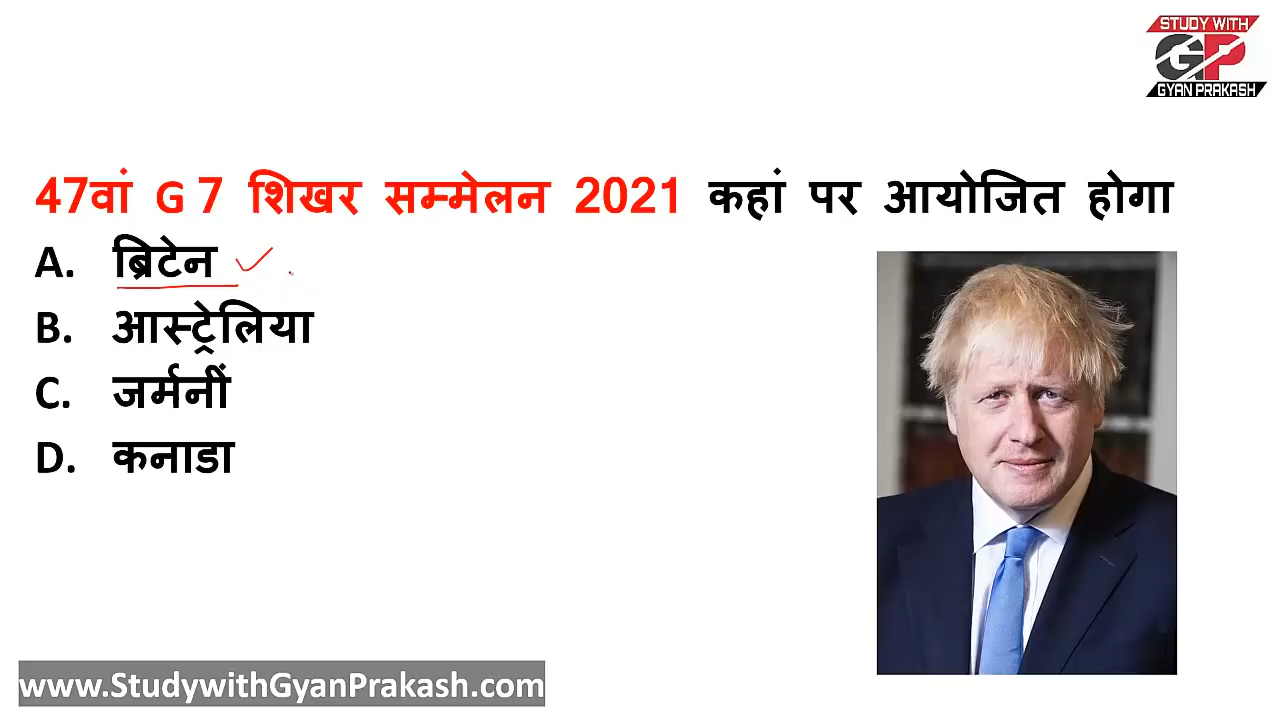 STUDY WITH
GP
GYAN PRAKASH
47वां G 7 शिखर सम्मेलन 2021 कहां पर आयोजित होगा
A. ब्रिटेन
B. आस्ट्रेलिया
C. जर्मनीं
D. कनाडा
www.StudywithGyanPrakash.com